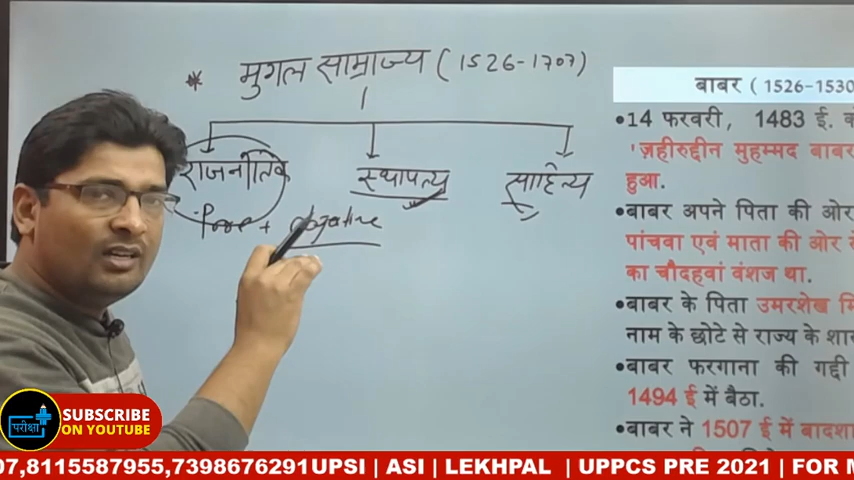 * मुगल साम्राज्य (1526-1707)
राजनीतिक स्थापत्य साहित्य
+
बाबर ( 1526-1530
•14 फरवरी, 1483 ई. क
'ज़हीरुद्दीन मुहम्मद बाबर
हुआ.
•बाबर अपने पिता की ओर
पांचवा एवं माता की ओर से
का चौदहवां वंशज था.
•बाबर के पिता उमरशेख मि
नाम के छोटे से राज्य के शा
•बाबर फरगाना की गद्दी
1494 ई में बैठा.
•बाबर ने 1507 ई में बादशा
परीक्षा
SUBSCRIBE
ON YOUTUBE
07,8115587955,7398676291UPSI | ASI | LEKHPAL | UPPCS PRE 2021 | FOR M